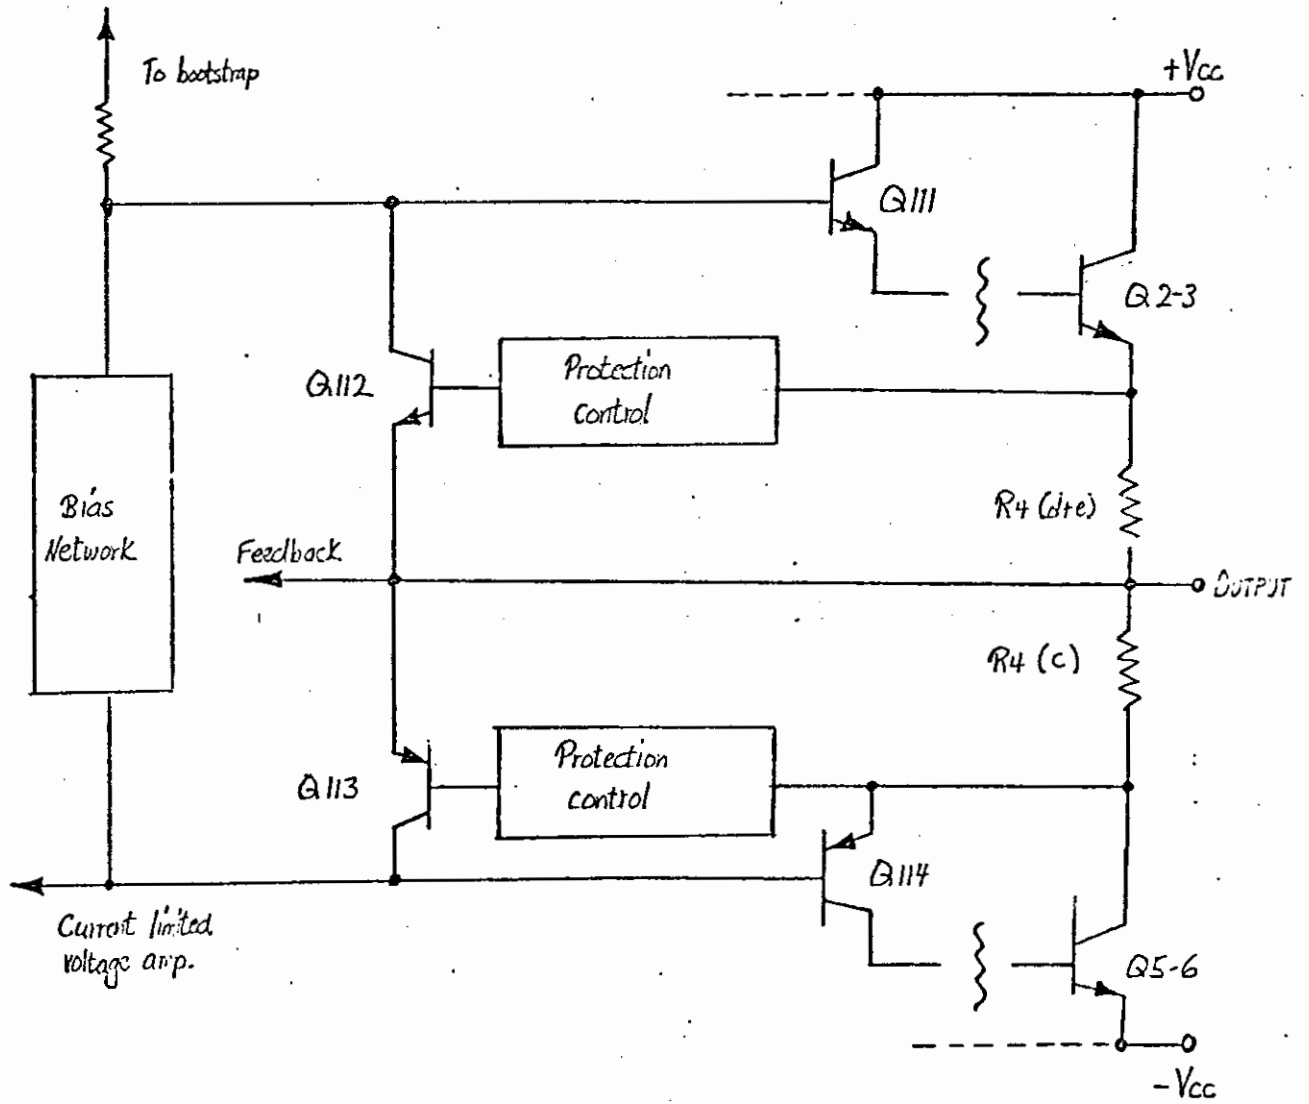 To bootstrap
+Vcc
Q111
Q2-3
Q112
Protection
control
R4 (d+e)
Bias
Network
Feedback
OUTPUT
R4 (c)
Q113
Protection
control
Q114
Current limited
voltage amp.
Q5-6
-Vcc